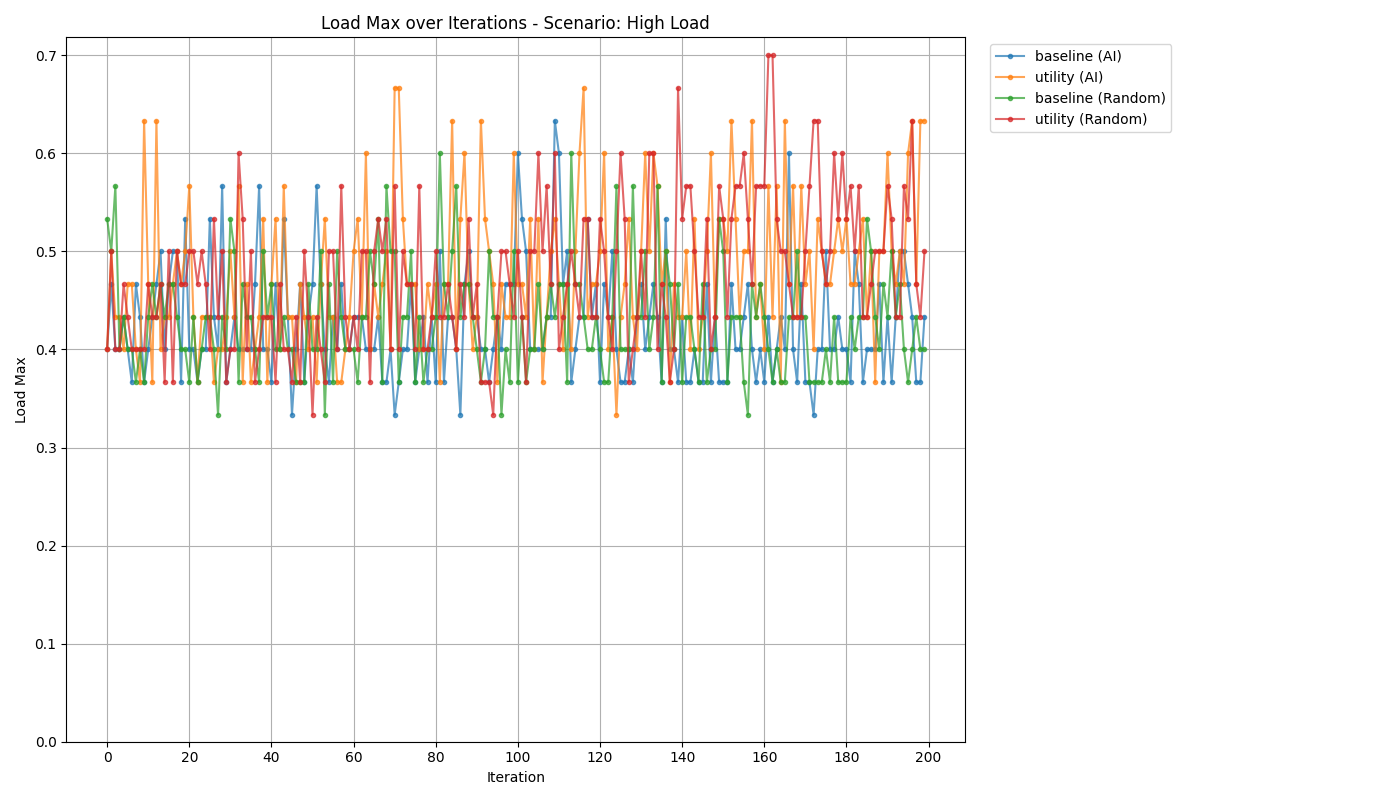 Load Max over Iterations - Scenario: High Load
baseline (AI)
utility (AI)
baseline (Random)
utility (Random)
Load Max
0.7
0.6
0.5
0.4
0.3
0.2
0.1
0.0
0 20 40 60 80 100 120 140 160 180 200
Iteration